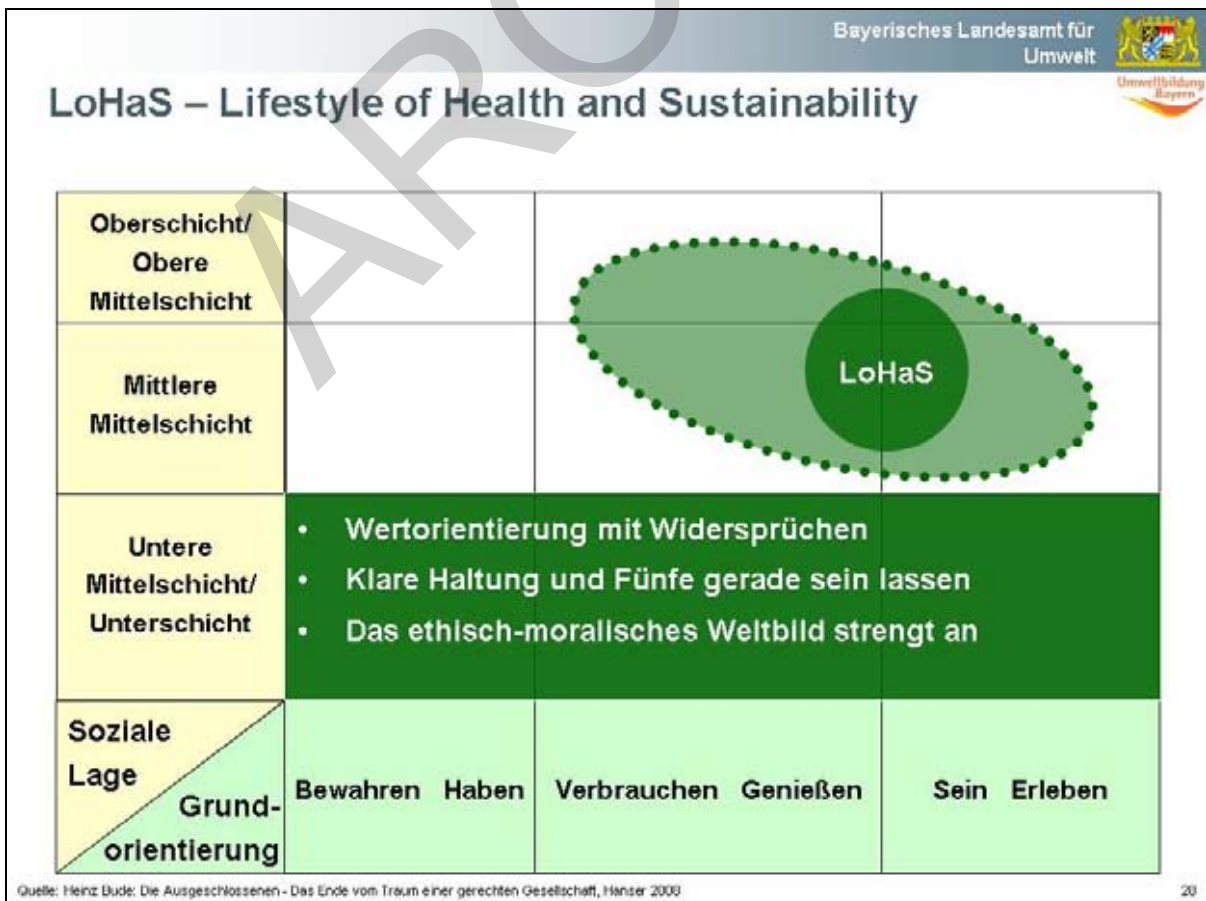 Bayerisches Landesamt für
Umwelt
Umweltbildung
Bayern
LoHaS – Lifestyle of Health and Sustainability
Oberschicht/
Obere
Mittelschicht
Mittlere
Mittelschicht
LoHaS
Untere
Mittelschicht/
Unterschicht
• Wertorientierung mit Widersprüchen
• Klare Haltung und Fünfe gerade sein lassen
• Das ethisch-moralisches Weltbild strengt an
Soziale
Lage
Grund-
orientierung
Bewahren Haben
Verbrauchen Genießen
Sein Erleben
Quelle: Heinz Bude: Die Ausgeschlossenen - Das Ende vom Traum einer gerechten Gesellschaft, Hanser 2008
28
ARC